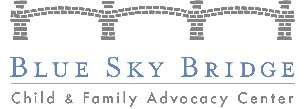 BLUE SKY BRIDGE
Child & Family Advocacy Center